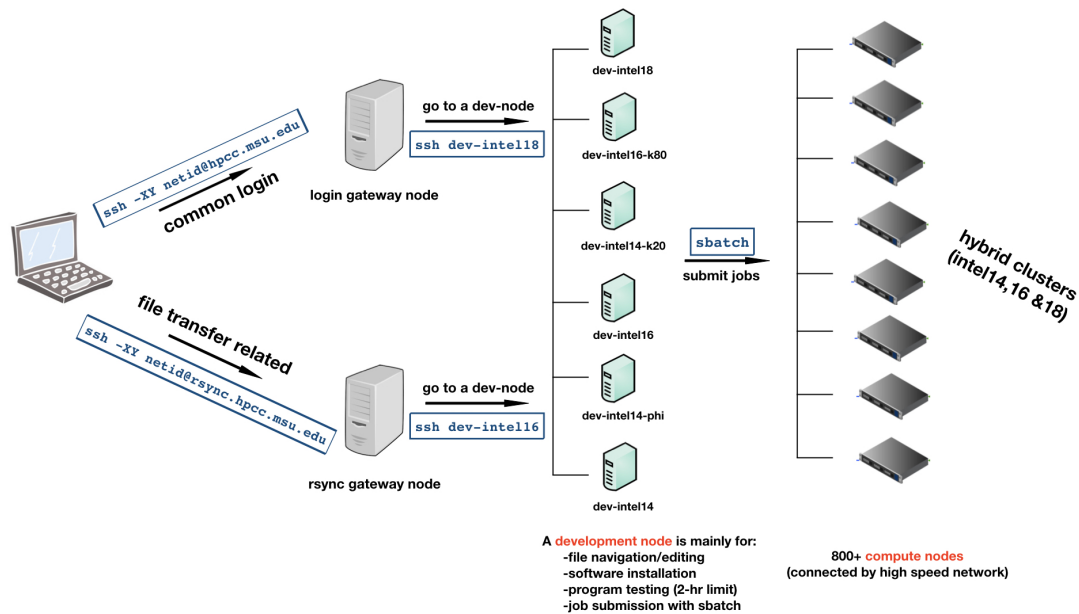 ssh -XY netid@hpcc.msu.edu
common login
file transfer related
ssh -XY netid@rsync.hpcc.msu.edu
login gateway node
go to a dev-node
ssh dev-intel18
rsync gateway node
go to a dev-node
ssh dev-intel16
dev-intel18
dev-intel16-k80
dev-intel14-k20
dev-intel16
dev-intel14-phi
dev-intel14
sbatch
submit jobs
hybrid clusters
(intel14,16 &18)
A development node is mainly for:
-file navigation/editing
-software installation
-program testing (2-hr limit)
-job submission with sbatch
800+ compute nodes
(connected by high speed network)